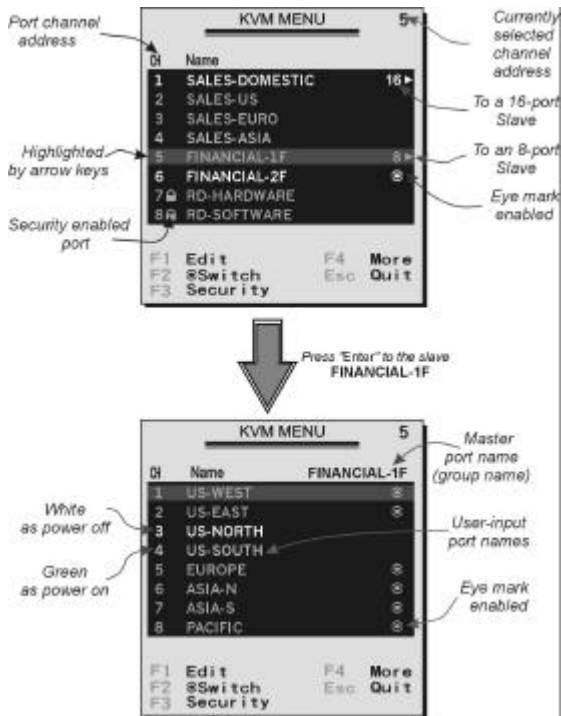 KVM MENU 5
Port channel address
Currently selected channel address
CH Name
1 SALES-DOMESTIC 16
2 SALES-US
3 SALES-EURO
4 SALES-ASIA
5 FINANCIAL-1F 8
6 FINANCIAL-2F
7 RD-HARDWARE
8 RD-SOFTWARE
To a 16-port Slave
To an 8-port Slave
Highlighted by arrow keys
Eye mark enabled
Security enabled port
F1 Edit F4 More
F2 Switch Esc Quit
F3 Security
Press "Enter" to the slave
FINANCIAL-1F
KVM MENU 5
Master port name (group name)
CH Name FINANCIAL-1F
1 US-WEST
2 US-EAST
3 US-NORTH
4 US-SOUTH
5 EUROPE
6 ASIA-N
7 ASIA-S
8 PACIFIC
White as power off
Green as power on
User-input port names
Eye mark enabled
F1 Edit F4 More
F2 Switch Esc Quit
F3 Security